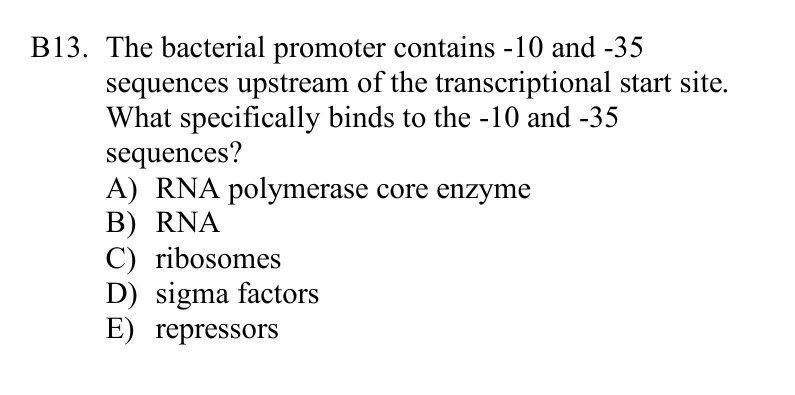 B13. The bacterial promoter contains -10 and -35
sequences upstream of the transcriptional start site.
What specifically binds to the -10 and -35
sequences?
A) RNA polymerase core enzyme
B) RNA
C) ribosomes
D) sigma factors
E) repressors